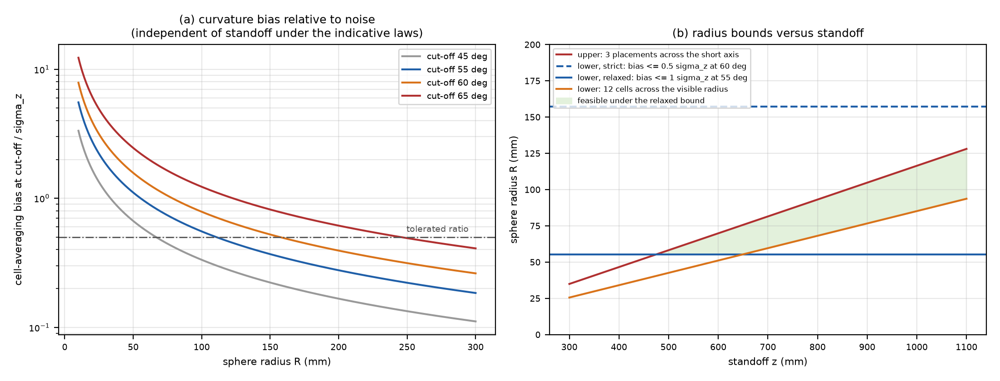 (a) curvature bias relative to noise
(independent of standoff under the indicative laws)
cell-averaging bias at cut-off / sigma_z
10¹
10⁰
10⁻¹
cut-off 45 deg
cut-off 55 deg
cut-off 60 deg
cut-off 65 deg
tolerated ratio
0 50 100 150 200 250 300
sphere radius R (mm)
(b) radius bounds versus standoff
sphere radius R (mm)
200
175
150
125
100
75
50
25
0
upper: 3 placements across the short axis
lower, strict: bias <= 0.5 sigma_z at 60 deg
lower, relaxed: bias <= 1 sigma_z at 55 deg
lower: 12 cells across the visible radius
feasible under the relaxed bound
300 400 500 600 700 800 900 1000 1100
standoff z (mm)